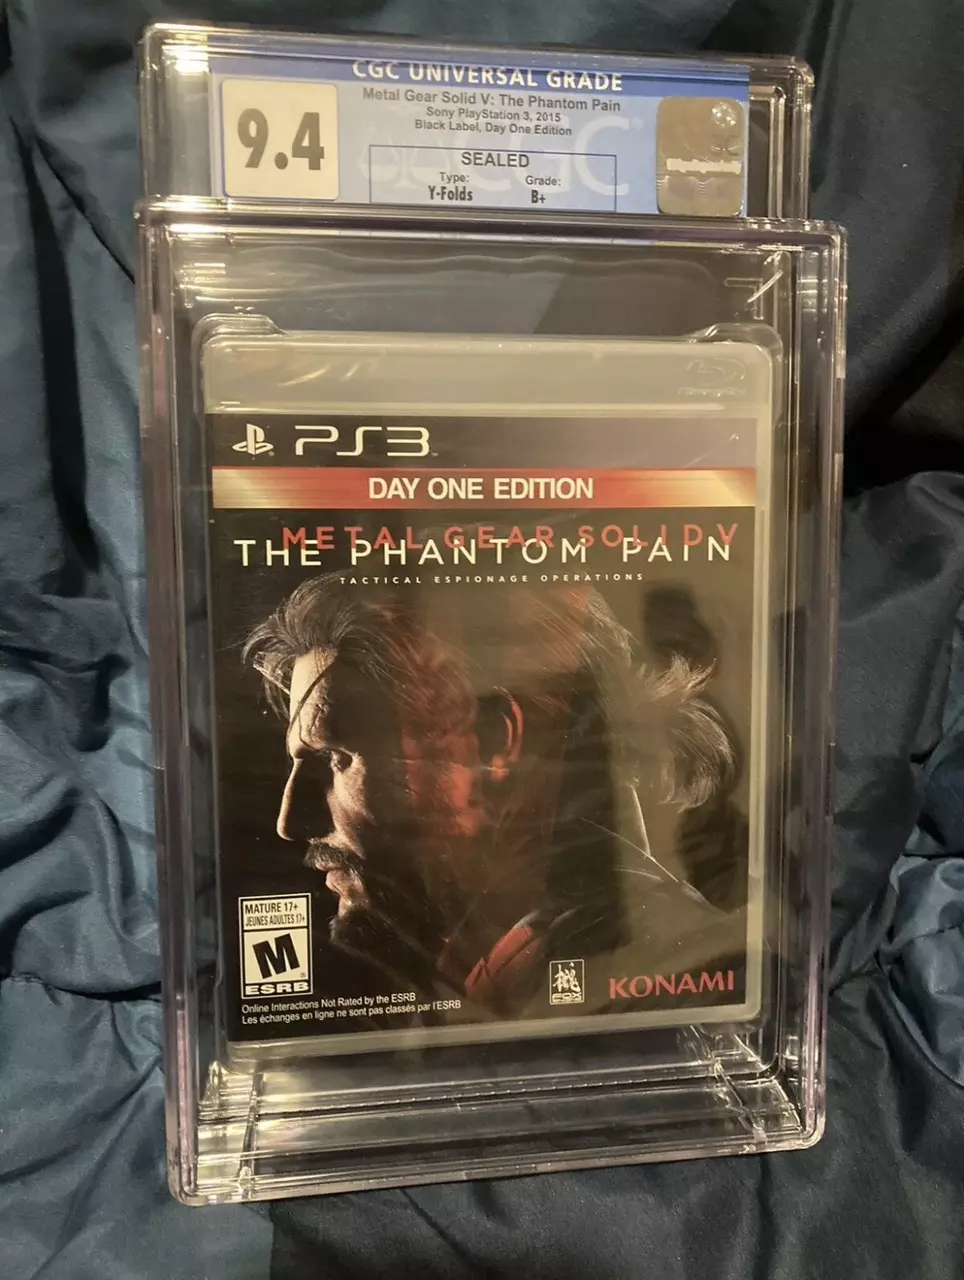 CGC UNIVERSAL GRADE
9.4
Metal Gear Solid V: The Phantom Pain
Sony PlayStation 3, 2015
Black Label, Day One Edition
SEALED
Type: Grade:
Y-Folds B+
PS3
DAY ONE EDITION
METAL GEAR SOLID V
THE PHANTOM PAIN
TACTICAL ESPIONAGE OPERATIONS
MATURE 17+
JEUNES ADULTES 17+
M
ESRB
Online Interactions Not Rated by the ESRB
Les échanges en ligne ne sont pas classés par l'ESRB
FOX
KONAMI